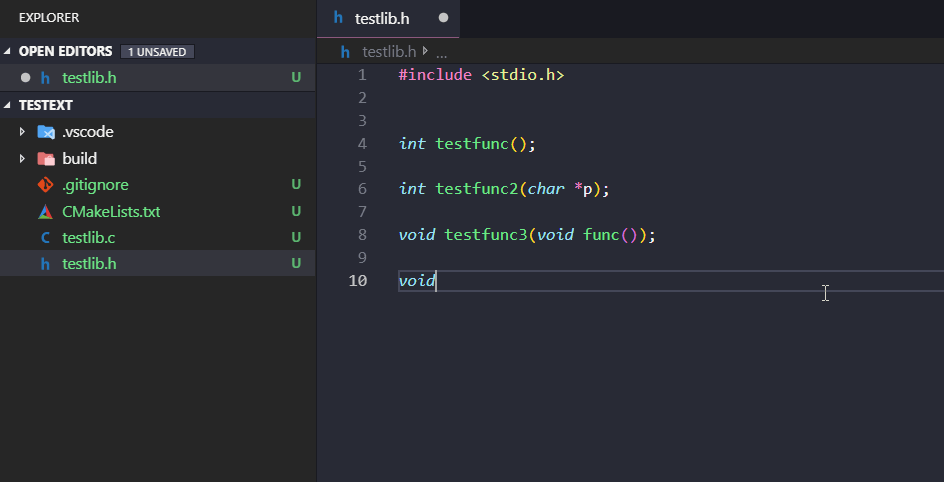 EXPLORER
OPEN EDITORS 1 UNSAVED
h testlib.h U
TESTEXT
.vscode
build
.gitignore U
CMakeLists.txt U
C testlib.c U
h testlib.h U
h testlib.h
h testlib.h ...
1 #include <stdio.h>
2
3
4 int testfunc();
5
6 int testfunc2(char *p);
7
8 void testfunc3(void func());
9
10 void